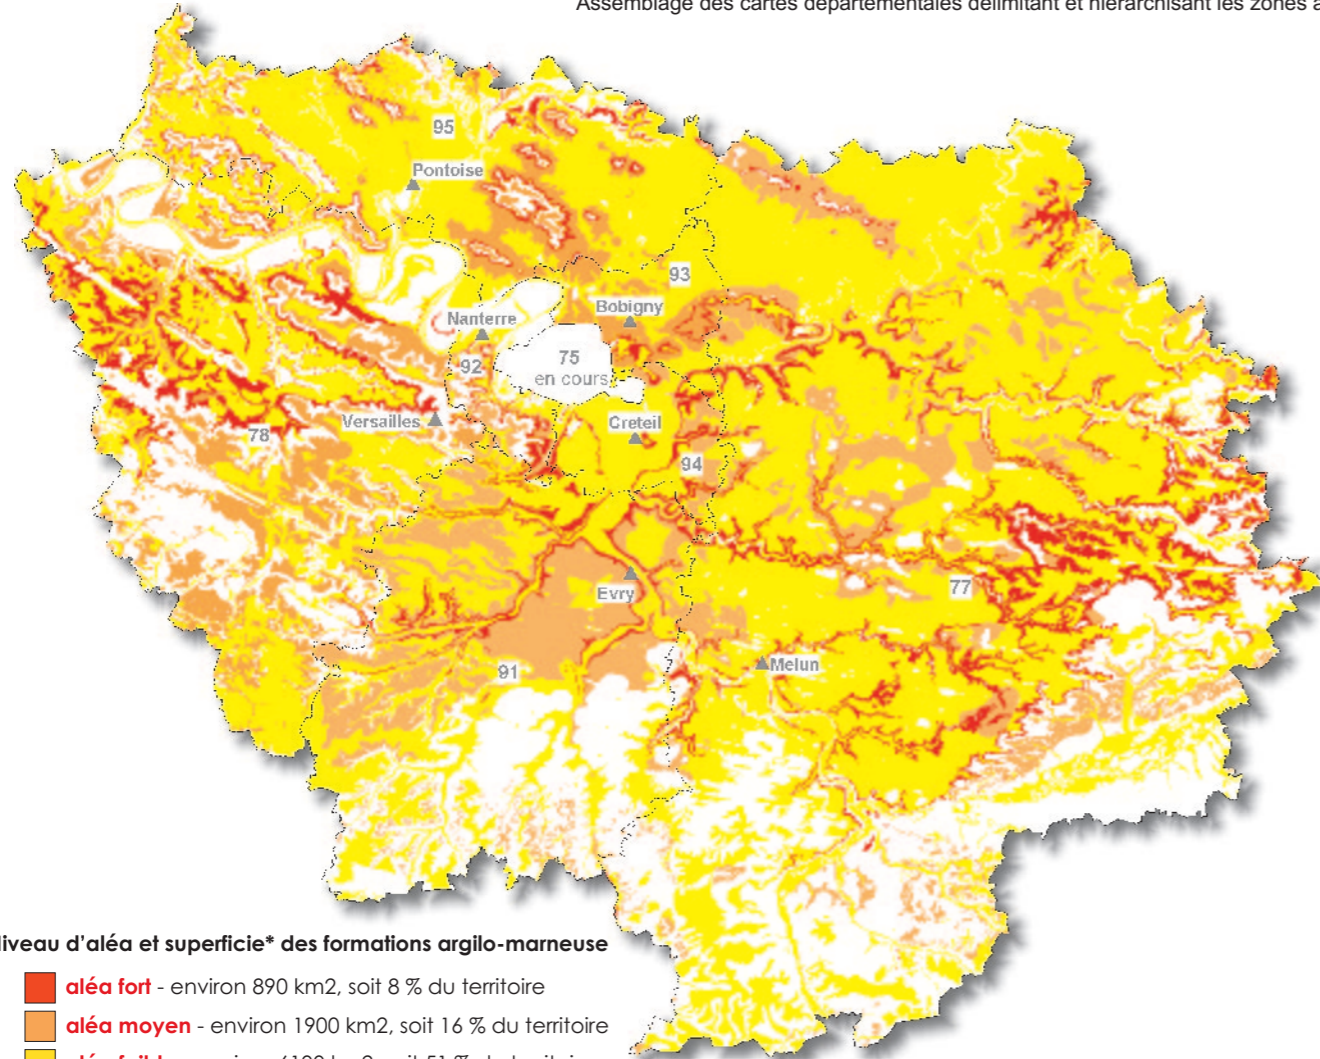 Assemblage des cartes départementales délimitant et hiérarchisant les zones
95
Pontoise
93
Bobigny
Nanterre
92
75
en cours
Versailles
78
Creteil
94
Evry
77
Melun
91
d'aléa et superficie* des formations argilo-marneuse
aléa fort - environ 890 km2, soit 8 % du territoire
aléa moyen - environ 1900 km2, soit 16 % du territoire